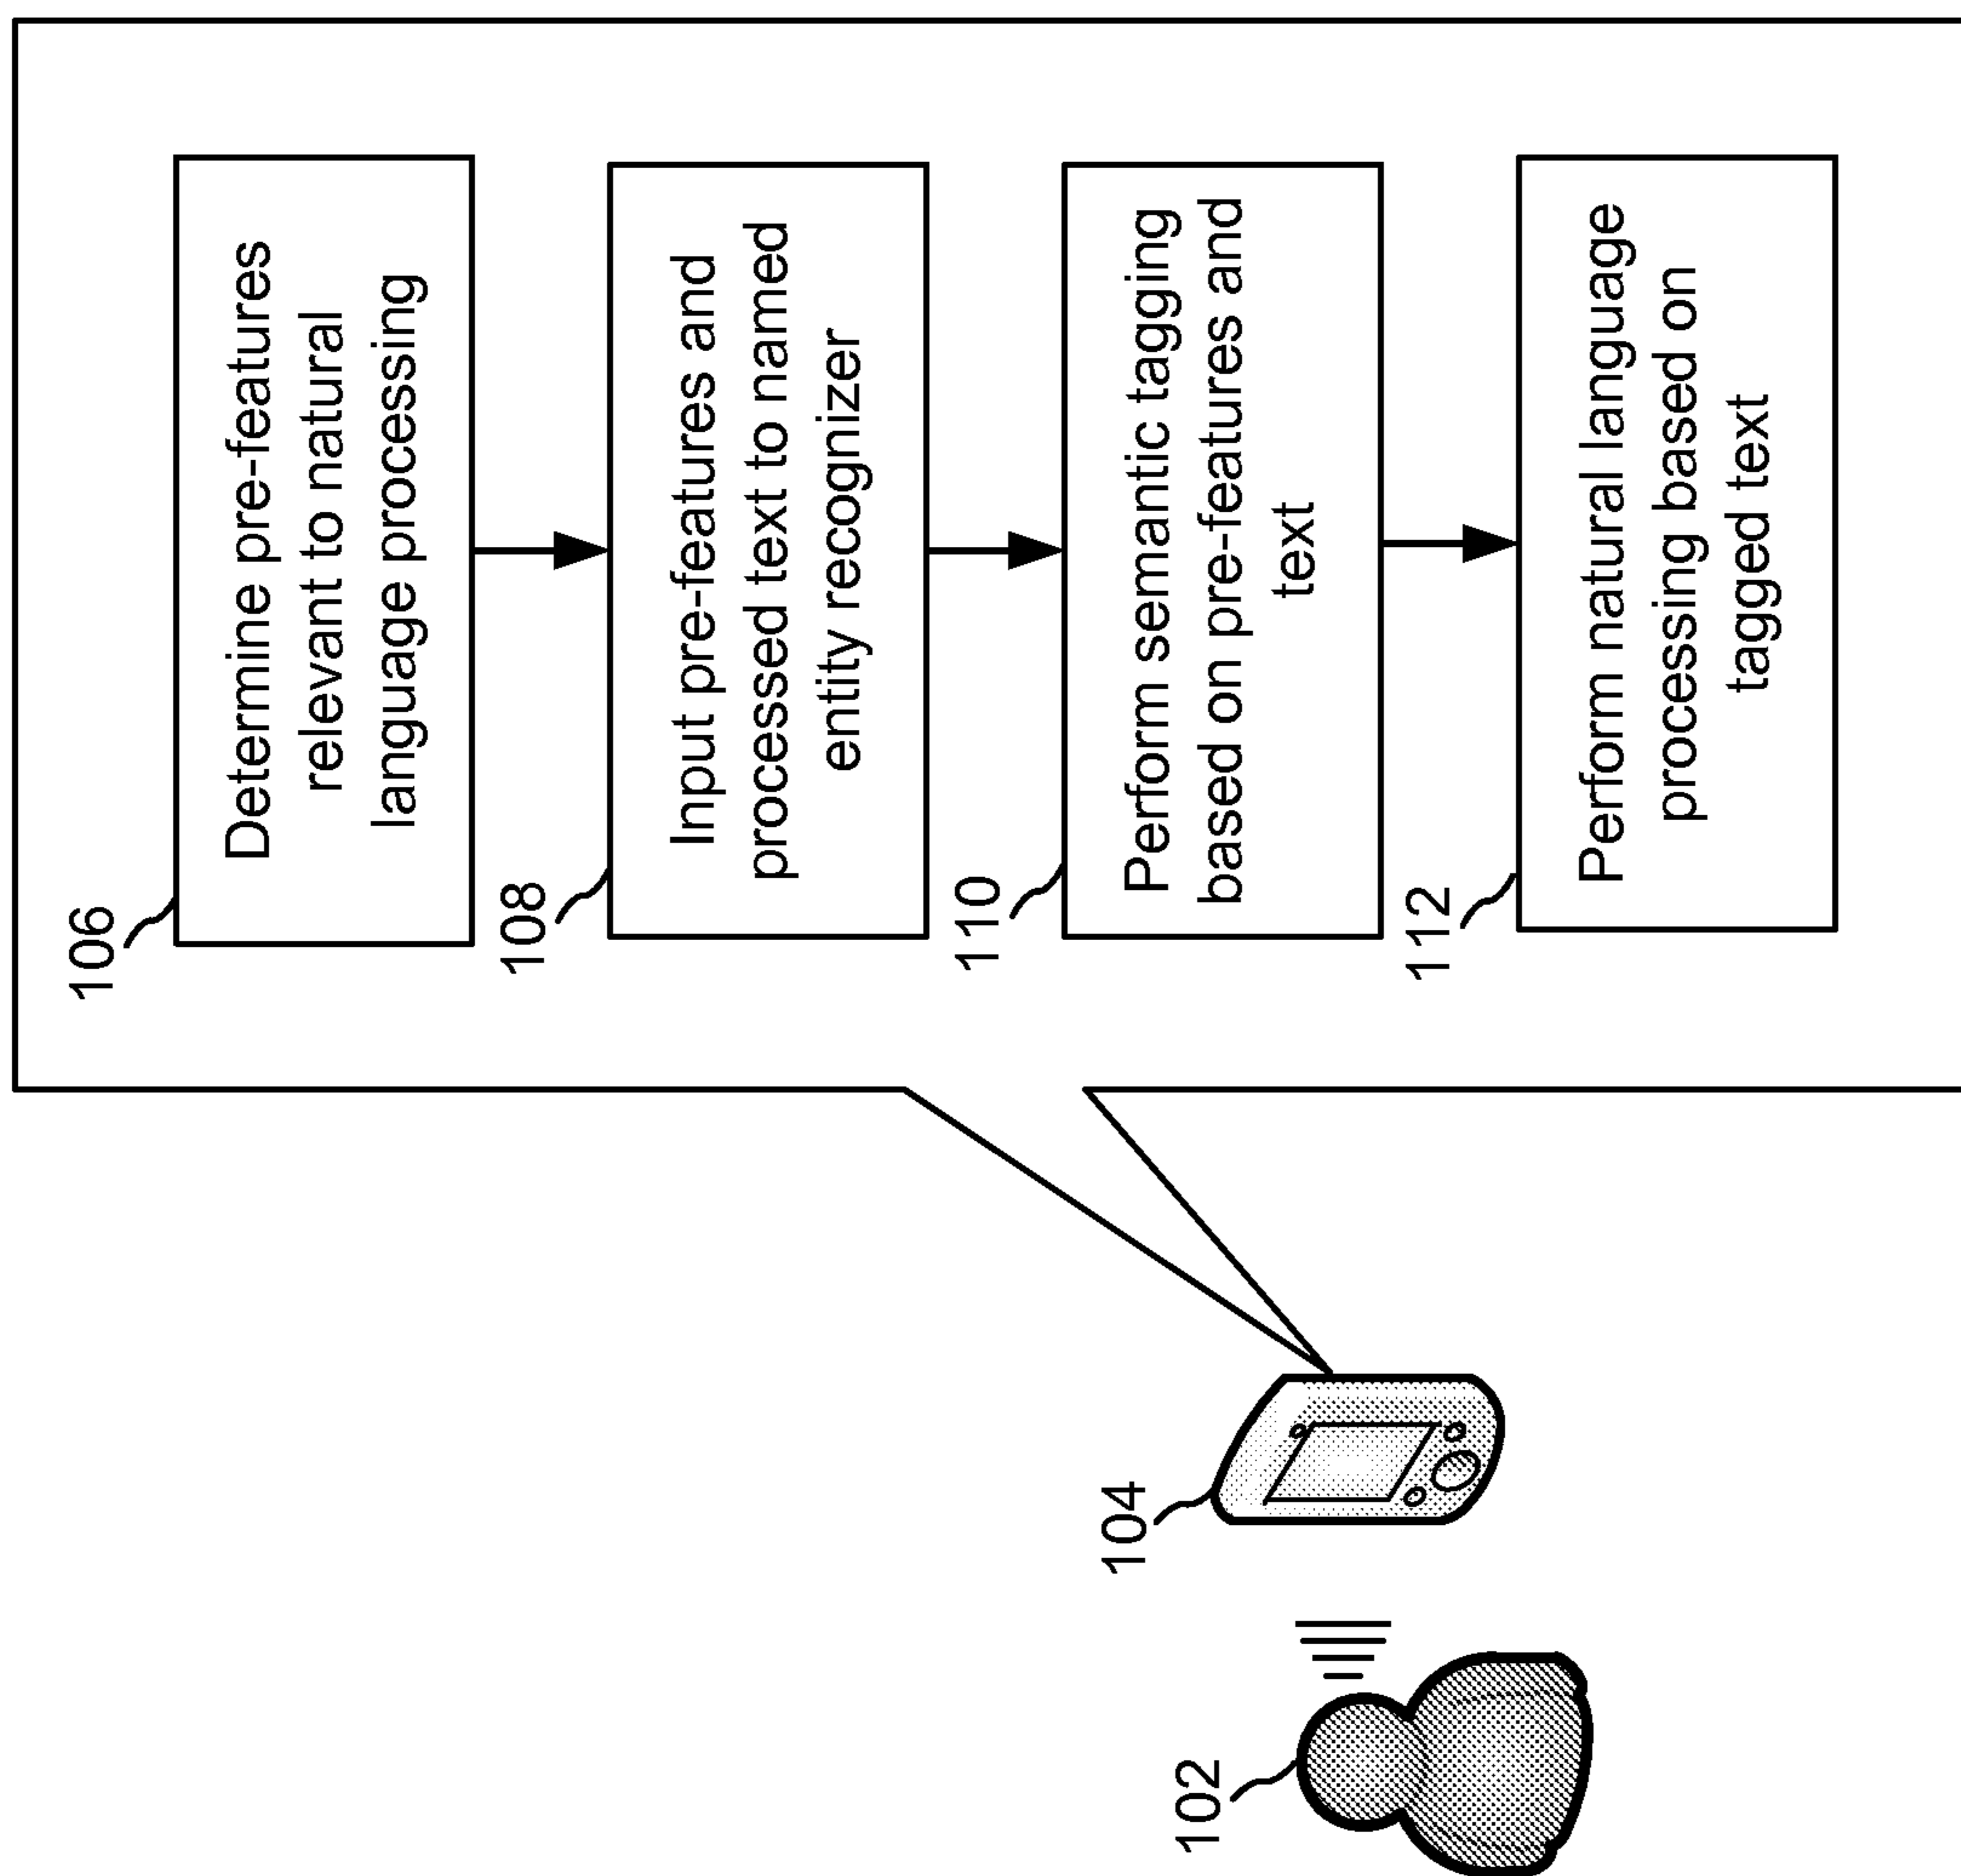 106
Determine pre-features
relevant to natural
language processing
108
Input pre-features and
processed text to named
entity recognizer
110
Perform semantic tagging
based on pre-features and
text
112
Perform natural language
processing based on
tagged text
104
102